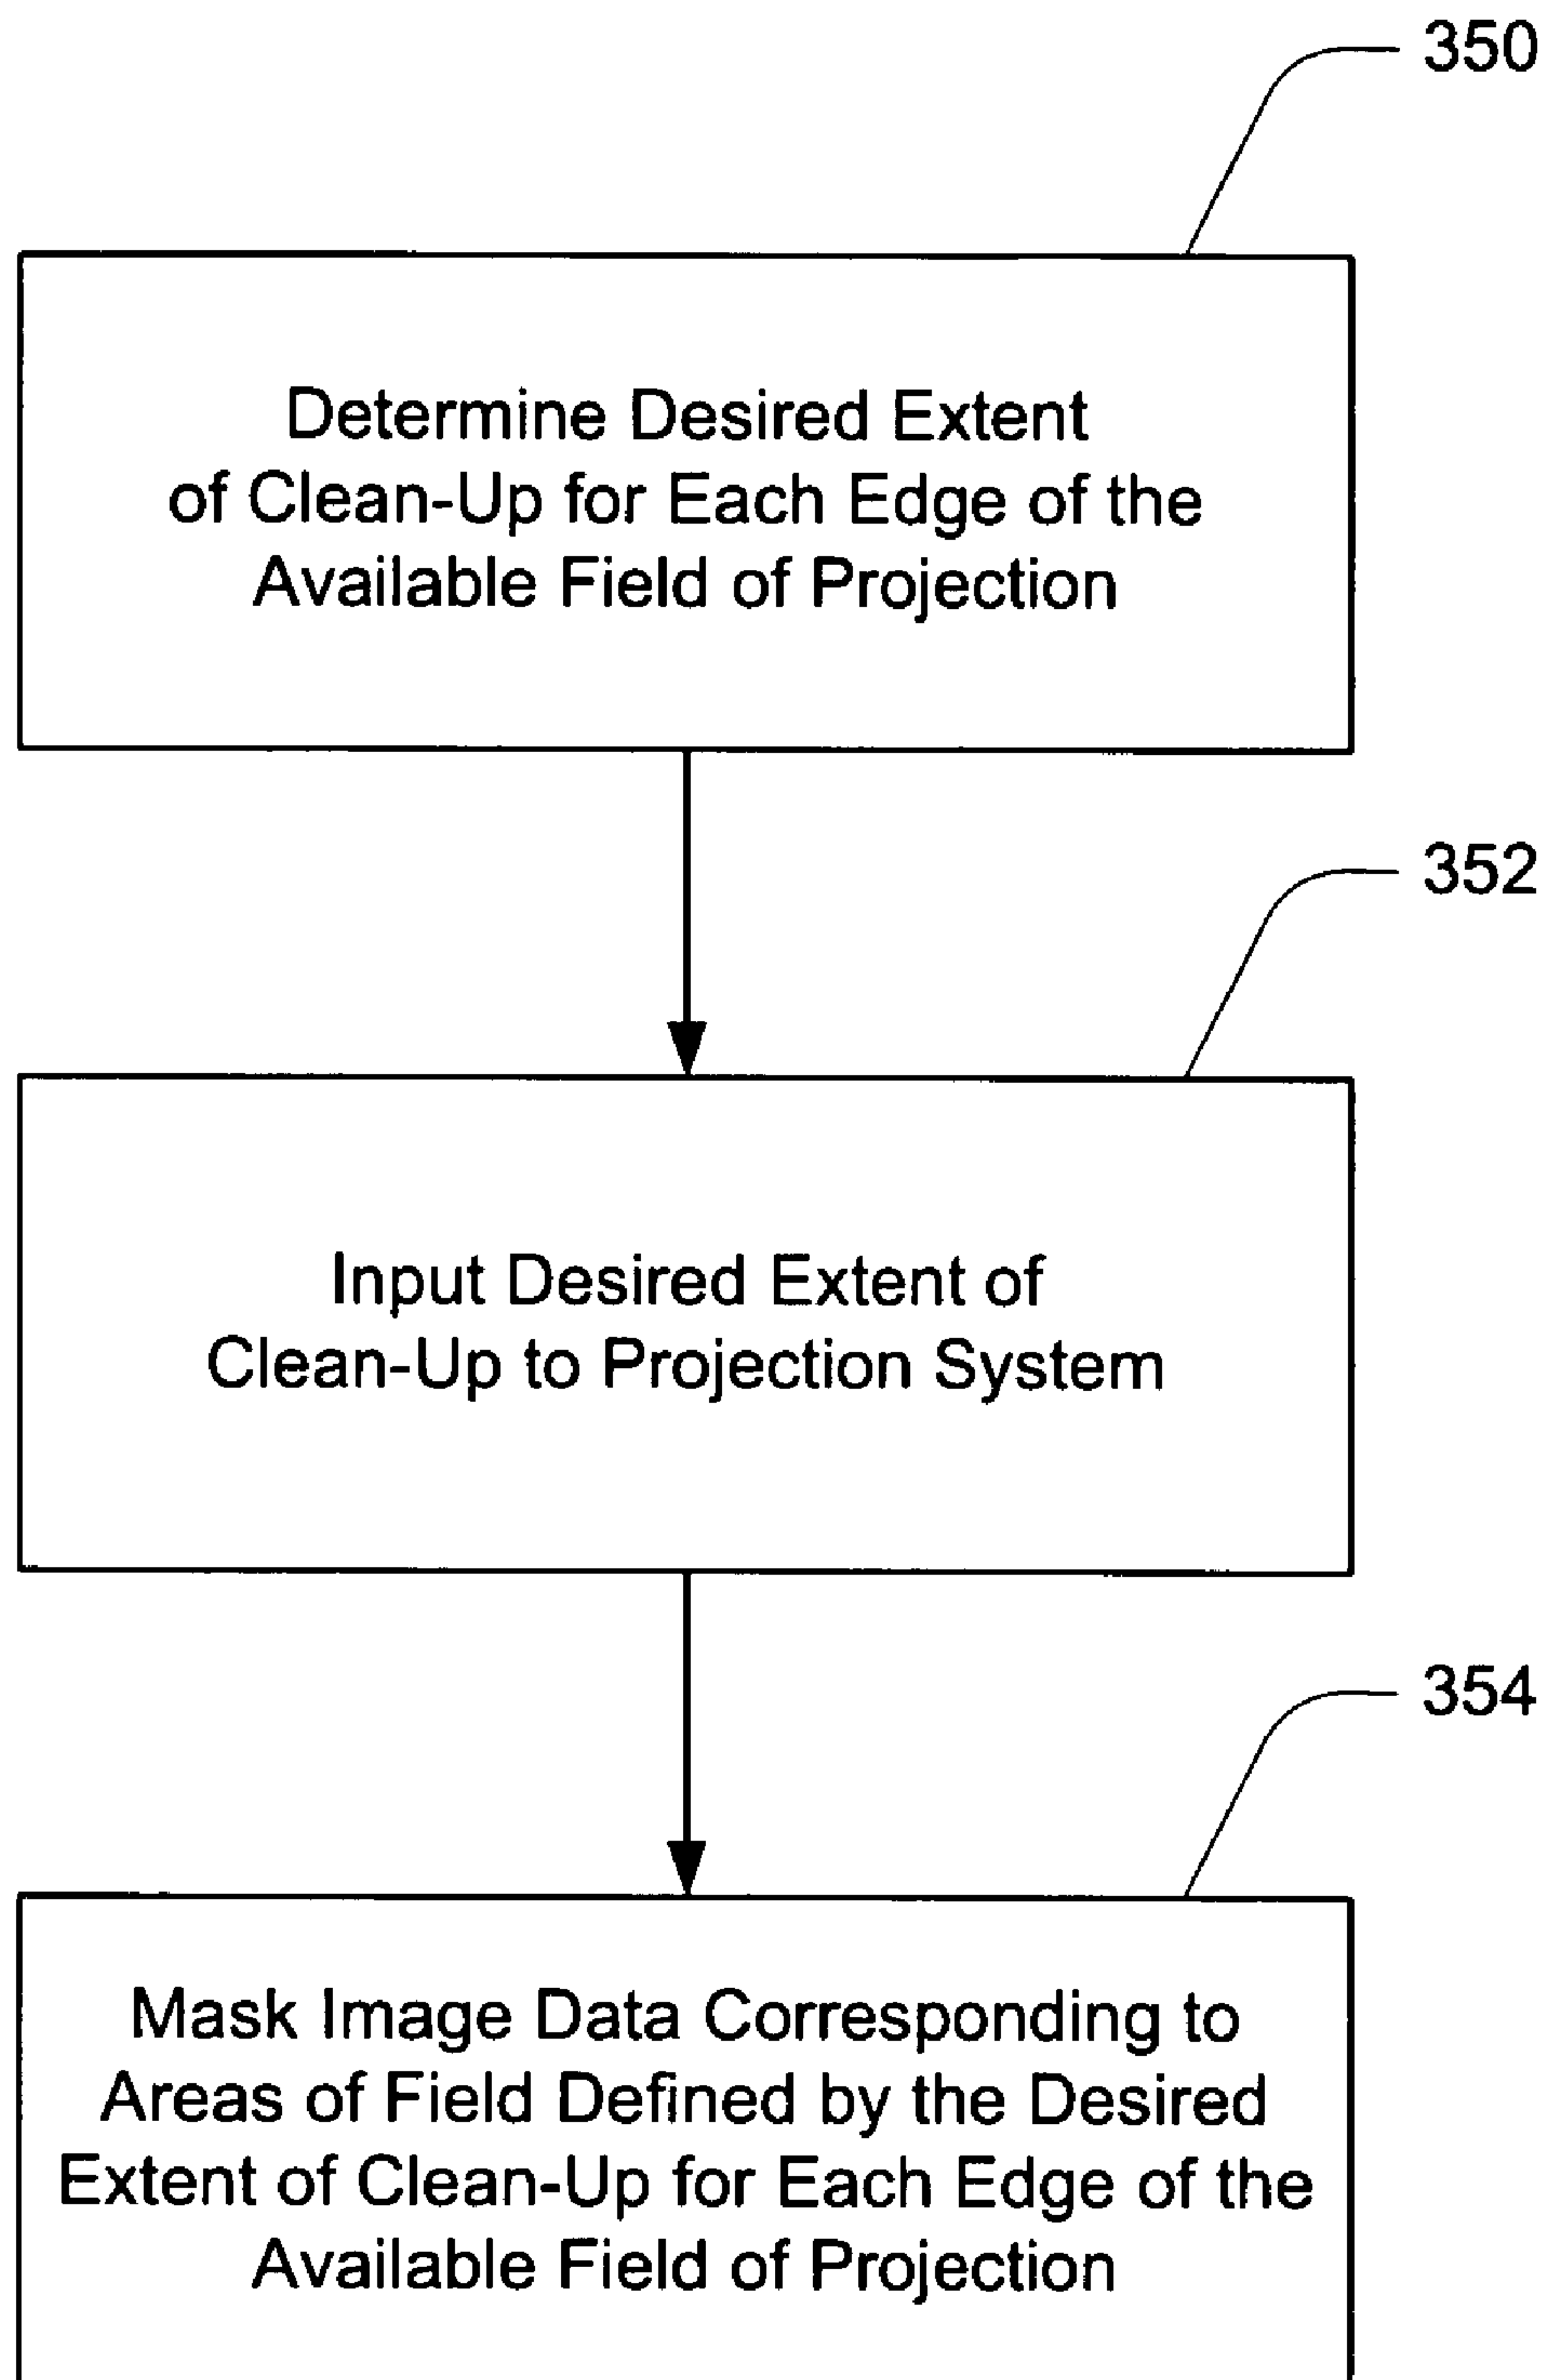 350
Determine Desired Extent
of Clean-Up for Each Edge of the
Available Field of Projection
352
Input Desired Extent of
Clean-Up to Projection System
354
Mask Image Data Corresponding to
Areas of Field Defined by the Desired
Extent of Clean-Up for Each Edge of the
Available Field of Projection